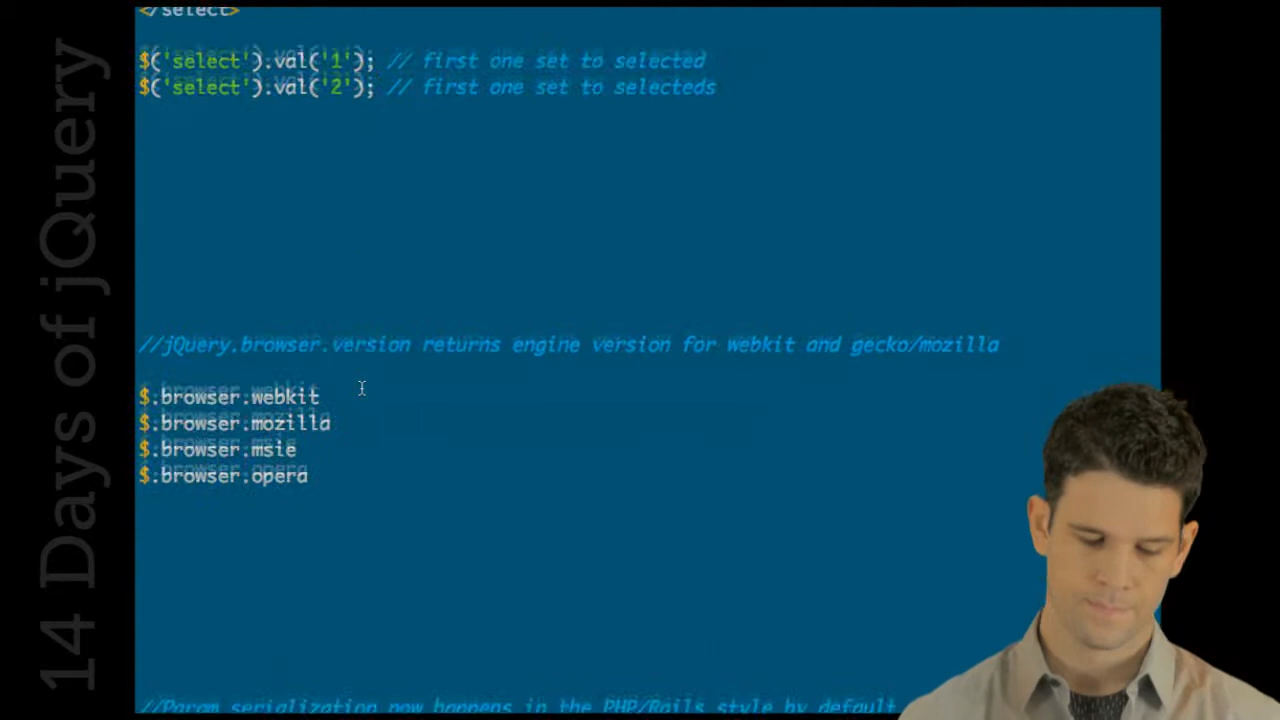 14 Days of jQuery
</select>
$('select').val('1'); // first one set to selected
$('select').val('2'); // first one set to selecteds
//jQuery.browser.version returns engine version for webkit and gecko/mozilla
$.browser.webkit
$.browser.mozilla
$.browser.msie
$.browser.opera
//Param serialization now happens in the PHP/Rails style by default